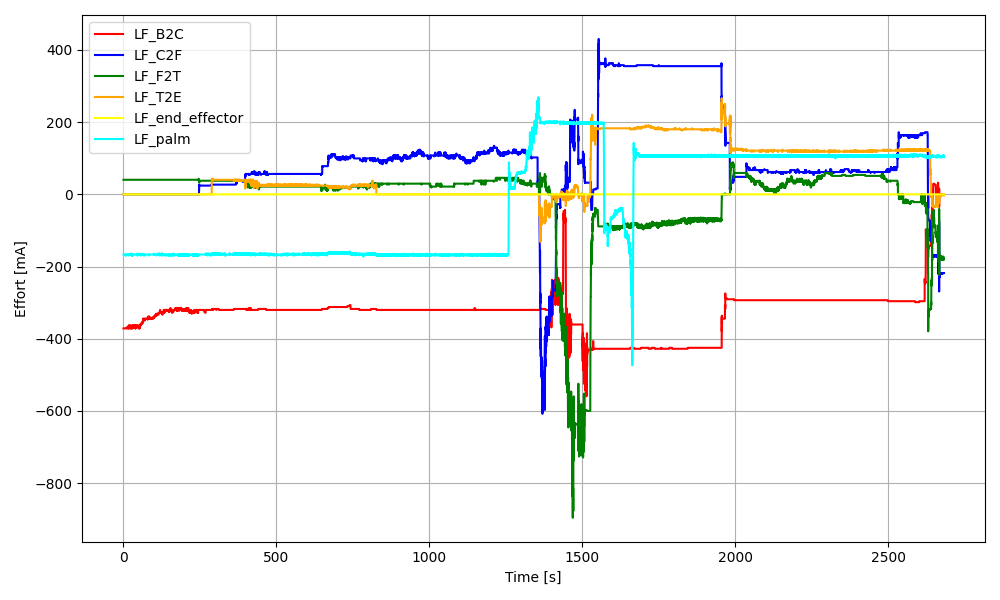 LF_B2C
LF_C2F
LF_F2T
LF_T2E
LF_end_effector
LF_palm
Effort [mA]
400
200
0
−200
−400
−600
−800
0 500 1000 1500 2000 2500
Time [s]